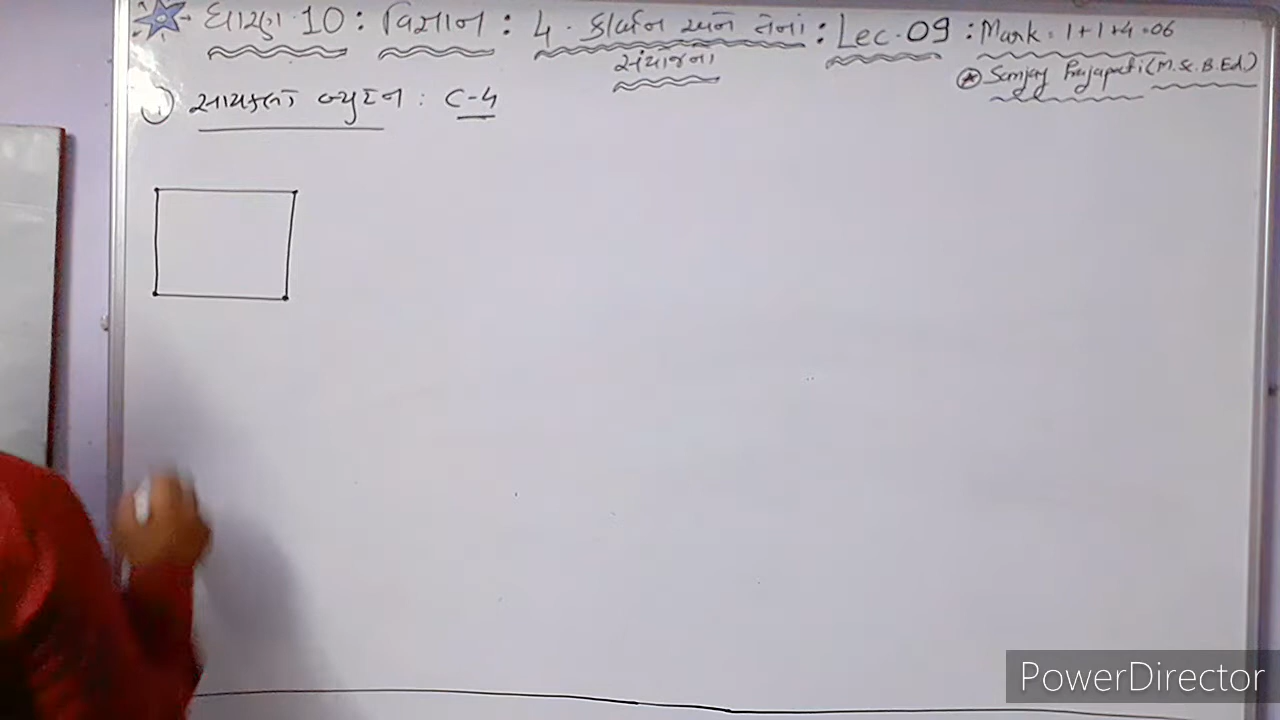 ધોરણ 10 : વિજ્ઞાન : 4. કાર્બન અને તેનાં : Lec. 09 : Mark = 1+1+4=06
સંયોજનો
Sanjay Prajapati (M.Sc. B.Ed.)
① સાયક્લો બ્યુટેન : C-4
PowerDirector